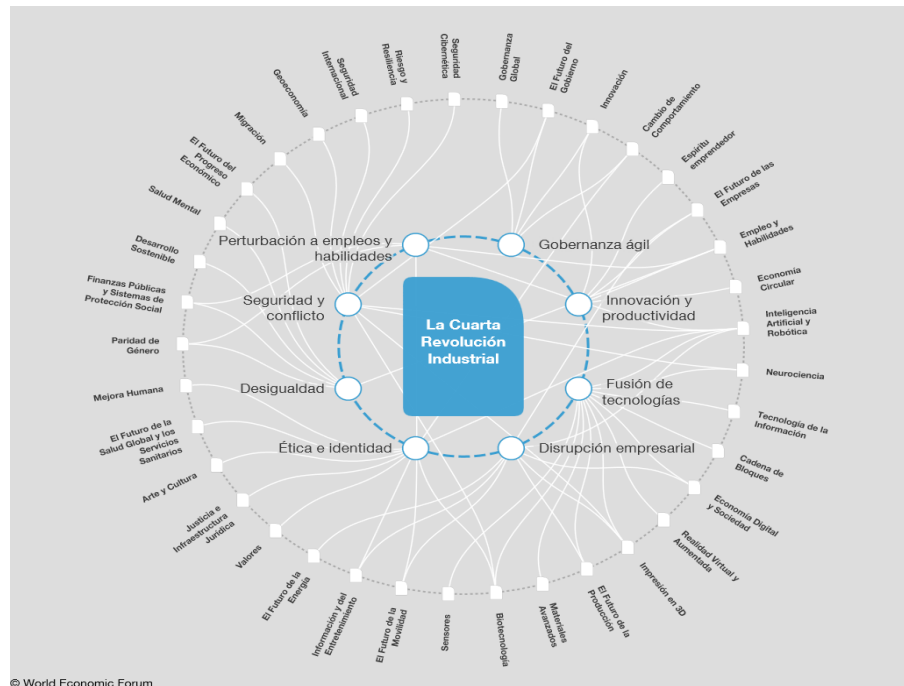 Seguridad
Cibernética
Gobernanza
Global
El Futuro del
Gobierno
Innovación
Cambio de
Comportamiento
Espíritu
emprendedor
El Futuro de las
Empresas
Empleo y
Habilidades
Economía
Circular
Inteligencia
Artificial y
Robótica
Neurociencia
Tecnología de la
Información
Cadena de
Bloques
Economía Digital
y Sociedad
Realidad Virtual y
Aumentada
Impresión en 3D
El Futuro de la
Producción
Materiales
Avanzados
Biotecnología
Sensores
El Futuro de la
Movilidad
Información y del
Entretenimiento
El Futuro de la
Energía
Valores
Justicia e
Infraestructura
Jurídica
Arte y Cultura
El Futuro de la
Salud Global y los
Servicios
Sanitarios
Mejora Humana
Paridad de
Género
Finanzas Públicas
y Sistemas de
Protección Social
Desarrollo
Sostenible
Salud Mental
El Futuro del
Progreso
Económico
Migración
Geoeconomía
Seguridad
Internacional
Riesgo y
Resiliencia
Perturbación a empleos y
habilidades
Gobernanza ágil
Seguridad y
conflicto
Innovación y
productividad
La Cuarta
Revolución
Industrial
Desigualdad
Fusión de
tecnologías
Ética e identidad
Disrupción empresarial
© World Economic Forum